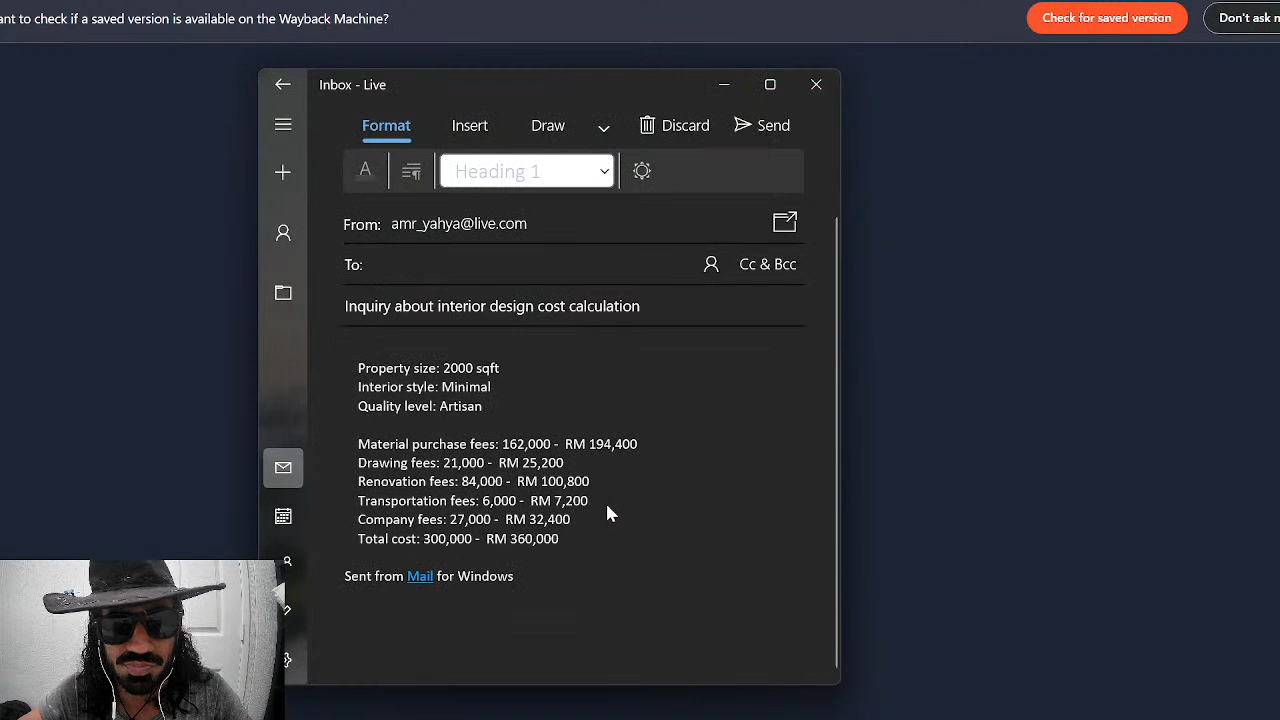 ant to check if a saved version is available on the Wayback Machine?
Check for saved version
Don't ask
Inbox - Live
Format
Insert
Draw
Discard
Send
Heading 1
From: amr_yahya@live.com
To:
Cc & Bcc
Inquiry about interior design cost calculation
Property size: 2000 sqft
Interior style: Minimal
Quality level: Artisan
Material purchase fees: 162,000 - RM 194,400
Drawing fees: 21,000 - RM 25,200
Renovation fees: 84,000 - RM 100,800
Transportation fees: 6,000 - RM 7,200
Company fees: 27,000 - RM 32,400
Total cost: 300,000 - RM 360,000
Sent from Mail for Windows